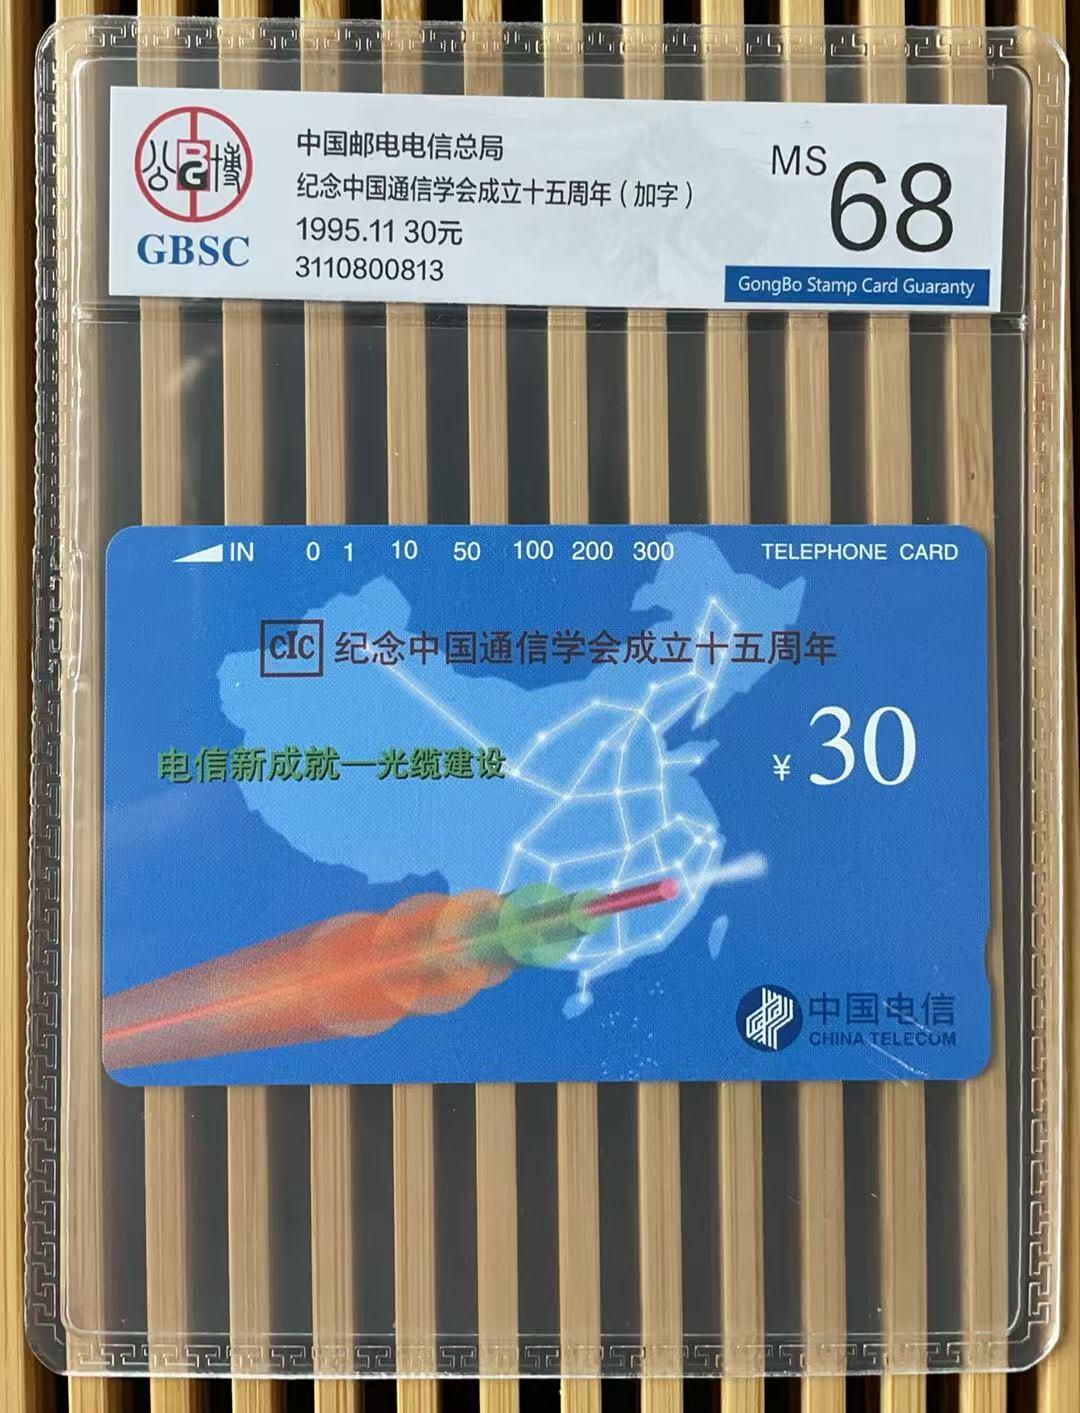 公博
BG
GBSC
中国邮电电信总局
纪念中国通信学会成立十五周年（加字）
1995.11 30元
3110800813
MS 68
GongBo Stamp Card Guaranty
IN 0 1 10 50 100 200 300 TELEPHONE CARD
CIC 纪念中国通信学会成立十五周年
电信新成就—光缆建设
¥30
中国电信
CHINA TELECOM